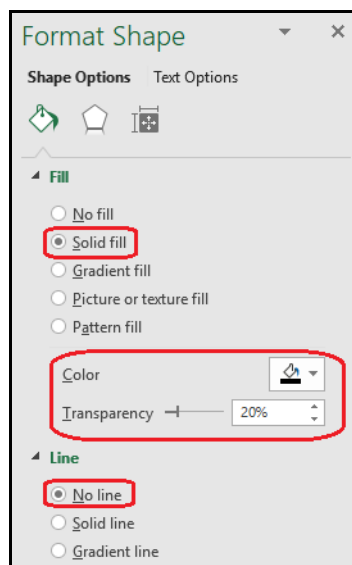 Format Shape
Shape Options Text Options
Fill
No fill
Solid fill
Gradient fill
Picture or texture fill
Pattern fill
Color
Transparency 20%
Line
No line
Solid line
Gradient line